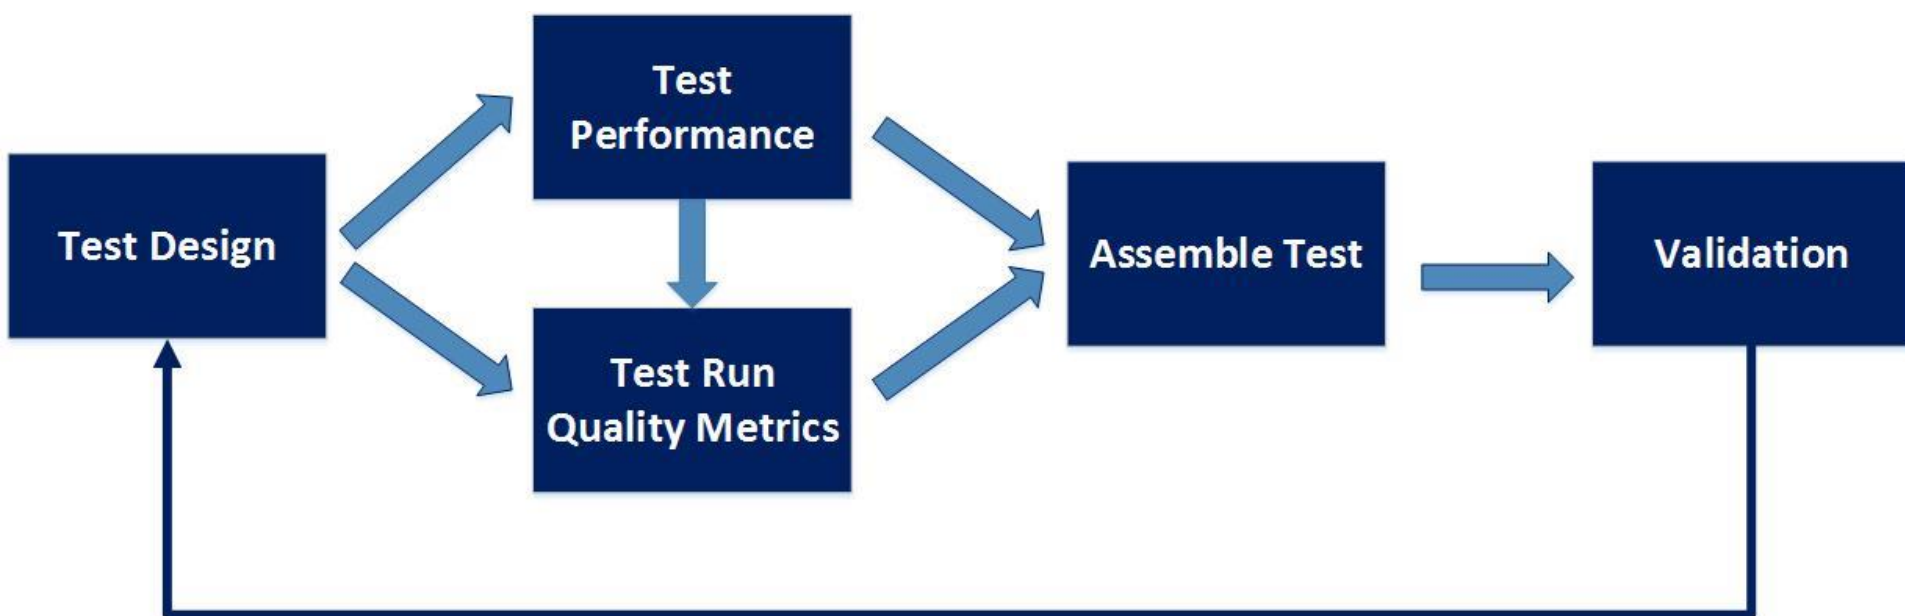 Test Design
Test
Performance
Test Run
Quality Metrics
Assemble Test
Validation